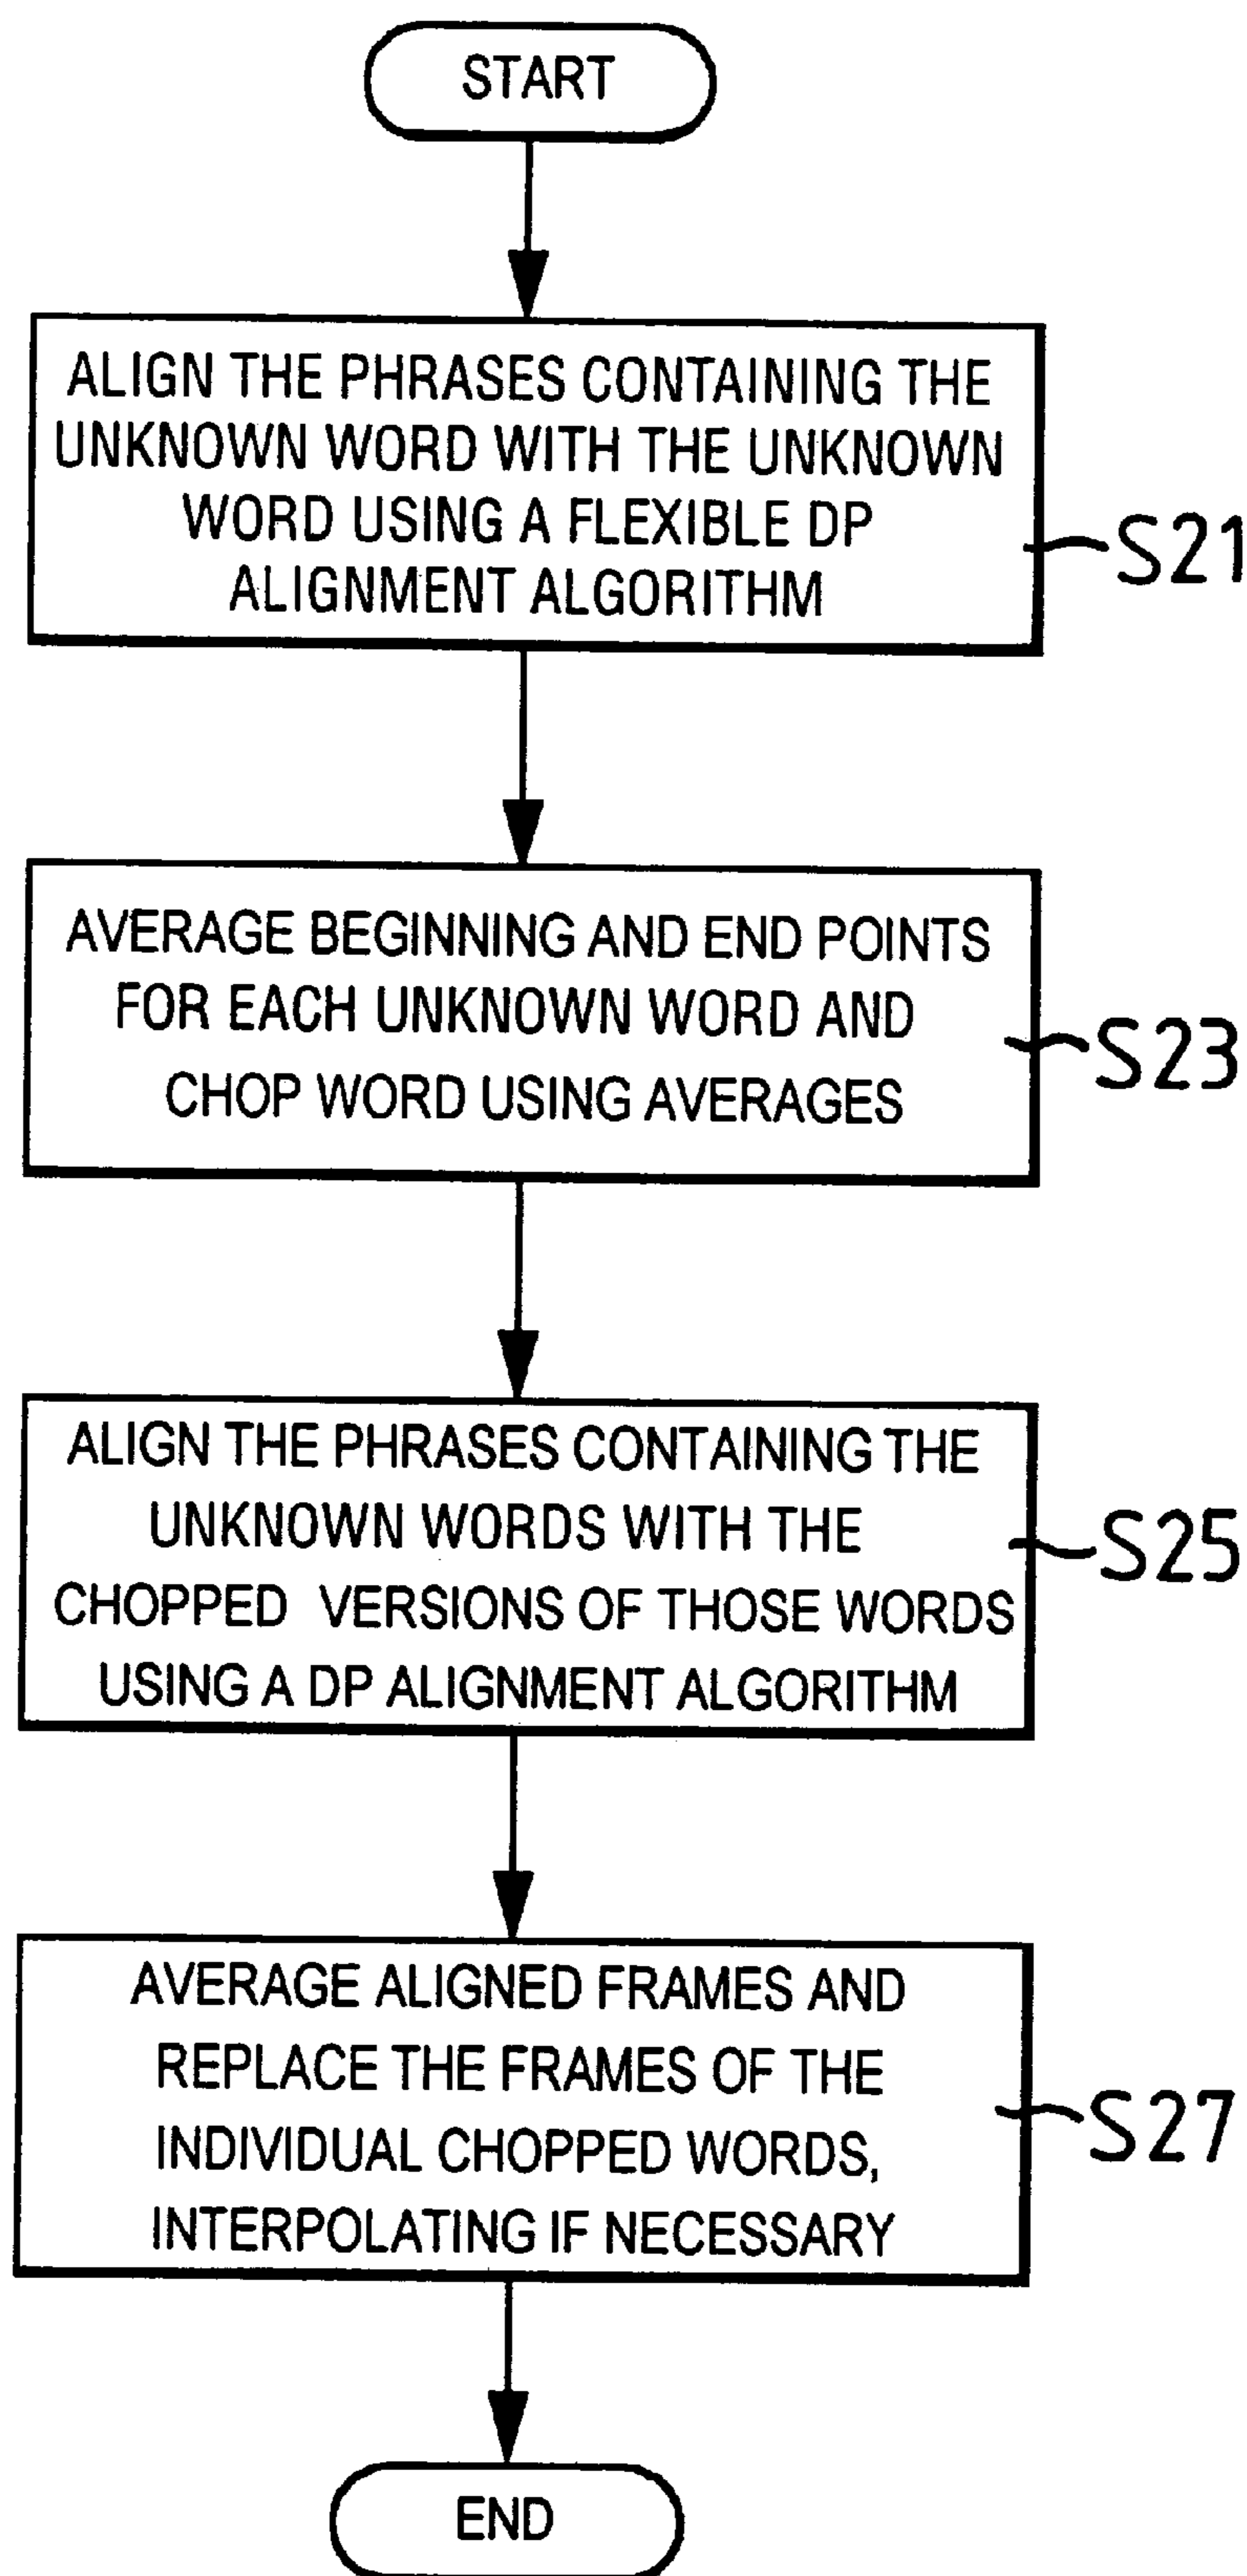 START
ALIGN THE PHRASES CONTAINING THE
UNKNOWN WORD WITH THE UNKNOWN
WORD USING A FLEXIBLE DP
ALIGNMENT ALGORITHM
S21
AVERAGE BEGINNING AND END POINTS
FOR EACH UNKNOWN WORD AND
CHOP WORD USING AVERAGES
S23
ALIGN THE PHRASES CONTAINING THE
UNKNOWN WORDS WITH THE
CHOPPED VERSIONS OF THOSE WORDS
USING A DP ALIGNMENT ALGORITHM
S25
AVERAGE ALIGNED FRAMES AND
REPLACE THE FRAMES OF THE
INDIVIDUAL CHOPPED WORDS,
INTERPOLATING IF NECESSARY
S27
END